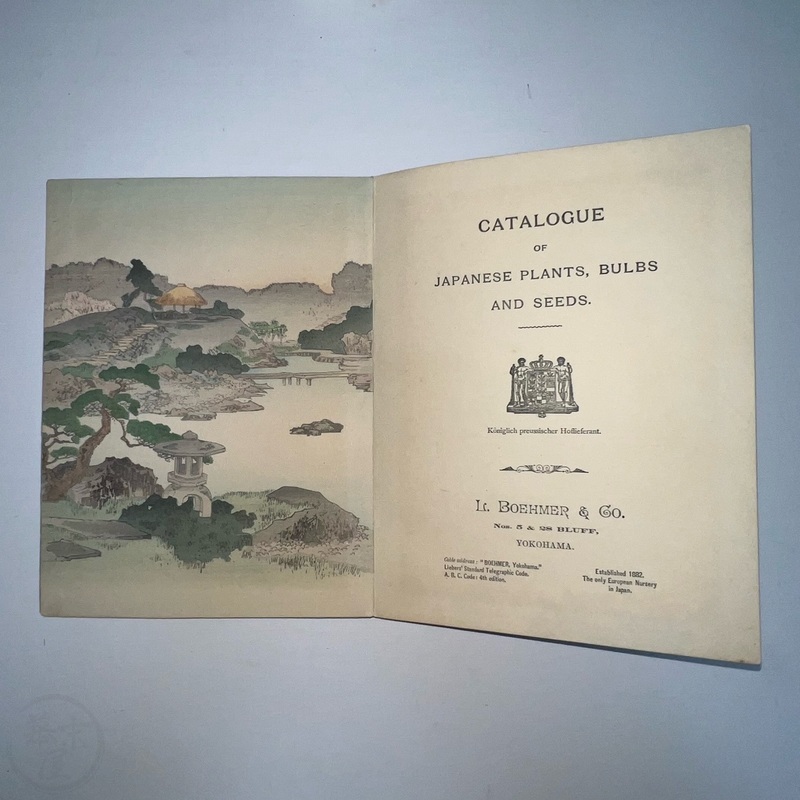 CATALOGUE
OF
JAPANESE PLANTS, BULBS
AND SEEDS.
Königlich preussischer Hoflieferant.
L. BOEHMER & Co.
Nos. 5 & 28 BLUFF,
YOKOHAMA.
Cable address: "BOEHMER, Yokohama."
Liebers' Standard Telegraphic Code.
A. B. C. Code: 4th edition.
Established 1882.
The only European Nursery
in Japan.